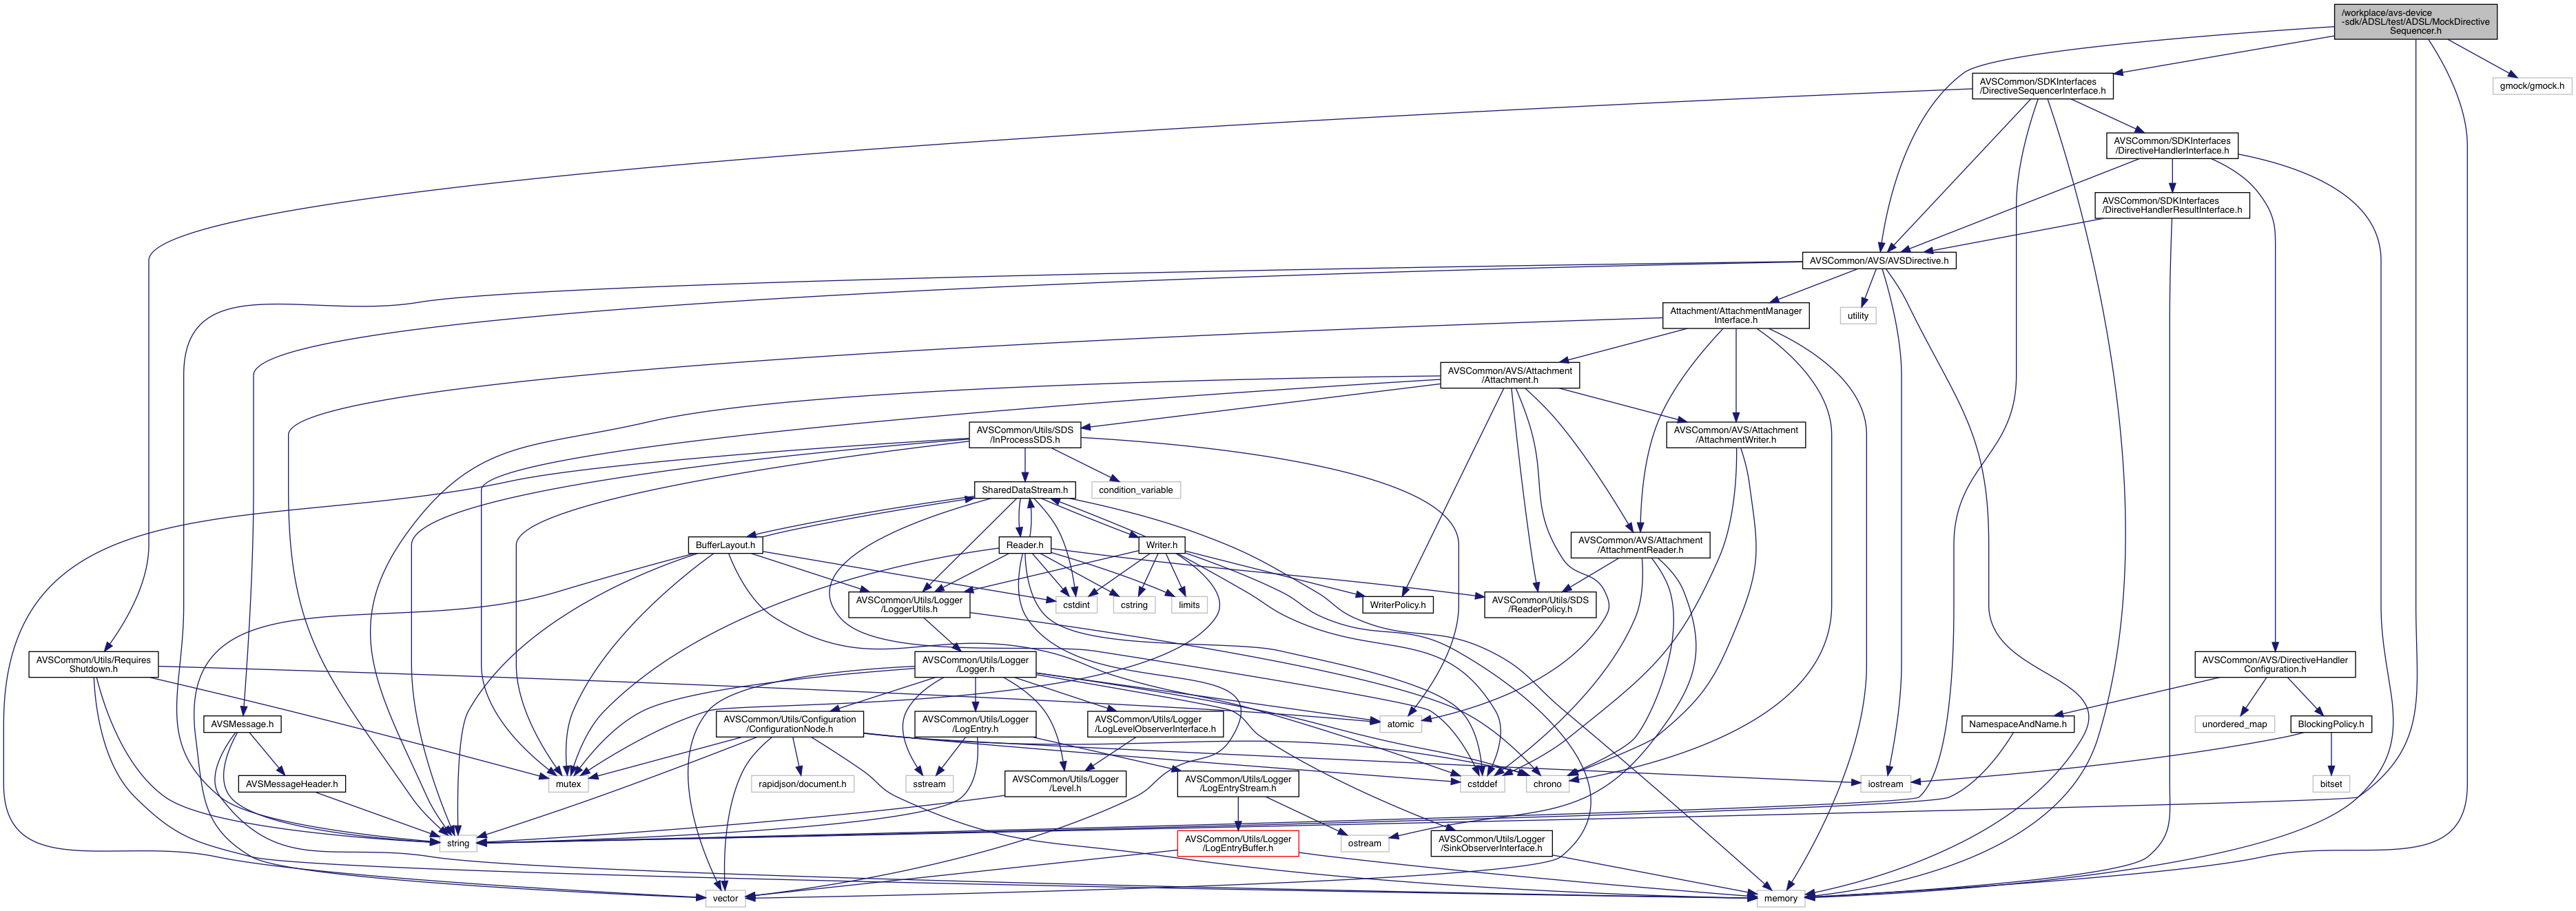 /workplace/avs-device
-sdk/ADSL/test/ADSL/MockDirective
Sequencer.h
AVSCommon/SDKInterfaces
/DirectiveSequencerInterface.h
gmock/gmock.h
AVSCommon/SDKInterfaces
/DirectiveHandlerInterface.h
AVSCommon/SDKInterfaces
/DirectiveHandlerResultInterface.h
AVSCommon/AVS/AVSDirective.h
Attachment/AttachmentManager
Interface.h
utility
AVSCommon/AVS/Attachment
/Attachment.h
AVSCommon/Utils/SDS
/InProcessSDS.h
AVSCommon/AVS/Attachment
/AttachmentWriter.h
SharedDataStream.h
condition_variable
BufferLayout.h
Reader.h
Writer.h
AVSCommon/AVS/Attachment
/AttachmentReader.h
AVSCommon/Utils/Logger
/LoggerUtils.h
cstdint
cstring
limits
WriterPolicy.h
AVSCommon/Utils/SDS
/ReaderPolicy.h
AVSCommon/Utils/Requires
Shutdown.h
AVSCommon/Utils/Logger
/Logger.h
AVSCommon/AVS/DirectiveHandler
Configuration.h
AVSMessage.h
AVSCommon/Utils/Configuration
/ConfigurationNode.h
AVSCommon/Utils/Logger
/LogEntry.h
AVSCommon/Utils/Logger
/LogLevelObserverInterface.h
atomic
NamespaceAndName.h
unordered_map
BlockingPolicy.h
AVSMessageHeader.h
mutex
rapidjson/document.h
sstream
AVSCommon/Utils/Logger
/Level.h
AVSCommon/Utils/Logger
/LogEntryStream.h
cstddef
chrono
iostream
bitset
string
AVSCommon/Utils/Logger
/LogEntryBuffer.h
ostream
AVSCommon/Utils/Logger
/SinkObserverInterface.h
vector
memory